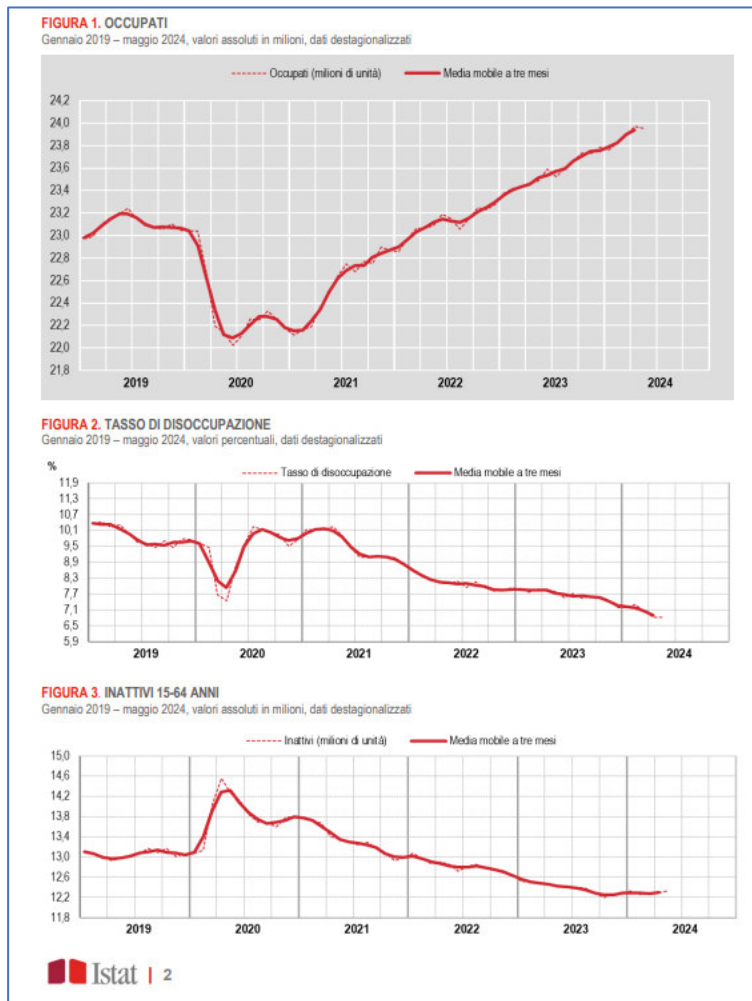 FIGURA 1. OCCUPATI
Gennaio 2019 – maggio 2024, valori assoluti in milioni, dati destagionalizzati
Occupati (milioni di unità) Media mobile a tre mesi
24,2
24,0
23,8
23,6
23,4
23,2
23,0
22,8
22,6
22,4
22,2
22,0
21,8
2019 2020 2021 2022 2023 2024
FIGURA 2. TASSO DI DISOCCUPAZIONE
Gennaio 2019 – maggio 2024, valori percentuali, dati destagionalizzati
%
Tasso di disoccupazione Media mobile a tre mesi
11,9
11,3
10,7
10,1
9,5
8,9
8,3
7,7
7,1
6,5
5,9
2019 2020 2021 2022 2023 2024
FIGURA 3. INATTIVI 15-64 ANNI
Gennaio 2019 – maggio 2024, valori assoluti in milioni, dati destagionalizzati
Inattivi (milioni di unità) Media mobile a tre mesi
15,0
14,6
14,2
13,8
13,4
13,0
12,6
12,2
11,8
2019 2020 2021 2022 2023 2024
Istat | 2